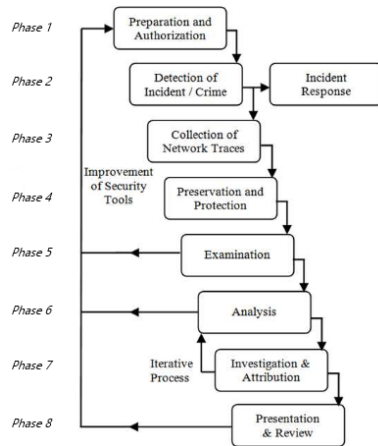 Phase 1
Preparation and
Authorization
Phase 2
Detection of
Incident / Crime
Incident
Response
Phase 3
Collection of
Network Traces
Improvement
of Security
Tools
Phase 4
Preservation and
Protection
Phase 5
Examination
Phase 6
Analysis
Phase 7
Iterative
Process
Investigation &
Attribution
Phase 8
Presentation
& Review